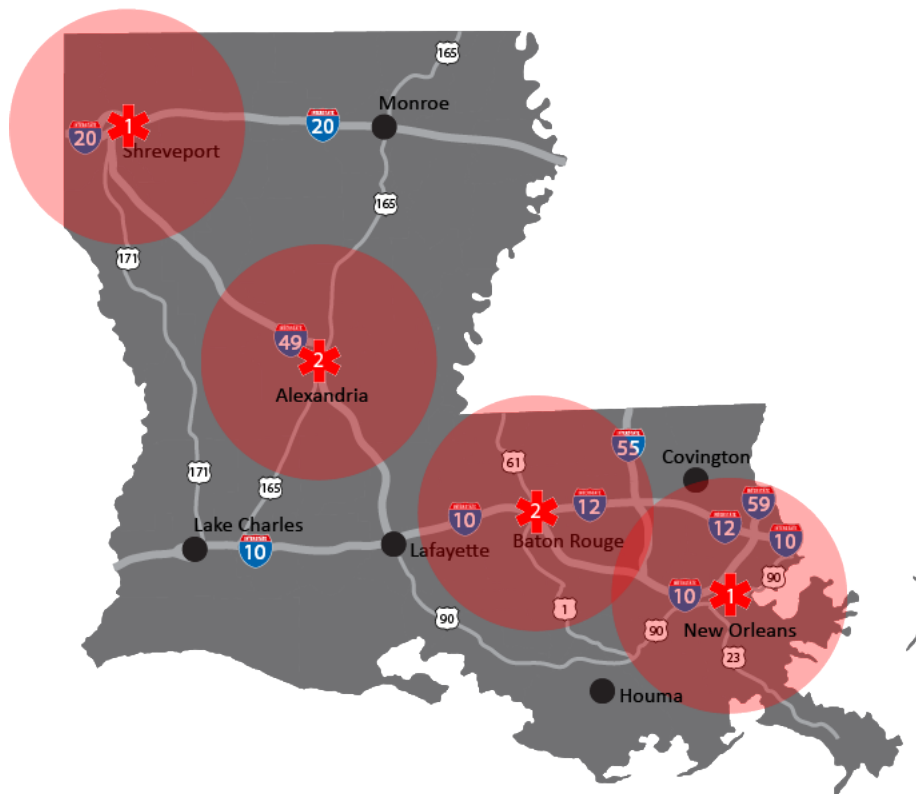 165
Monroe
1
20
20
Shreveport
165
171
49
2
Alexandria
55
Covington
61
171
165
12
59
2
10
12
Lake Charles
10
Baton Rouge
10
Lafayette
90
10
1
1
90
90
New Orleans
23
Houma